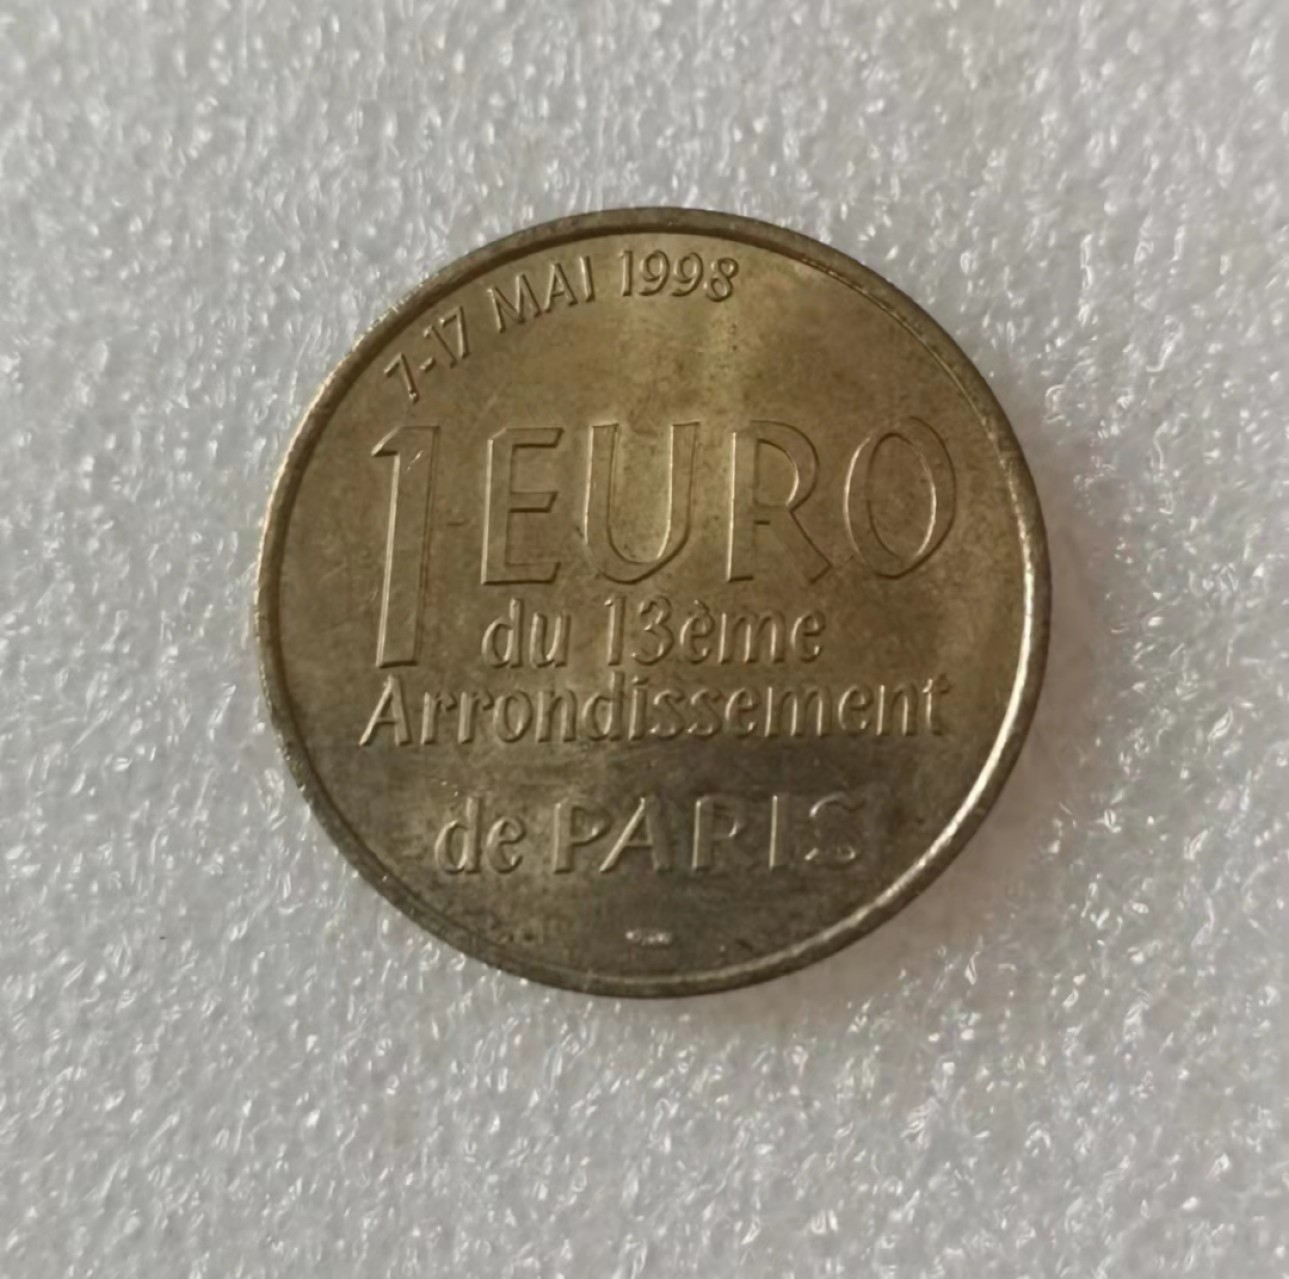 7-17 MAI 1998
1 EURO
du 13ème
Arrondissement
de PARIS